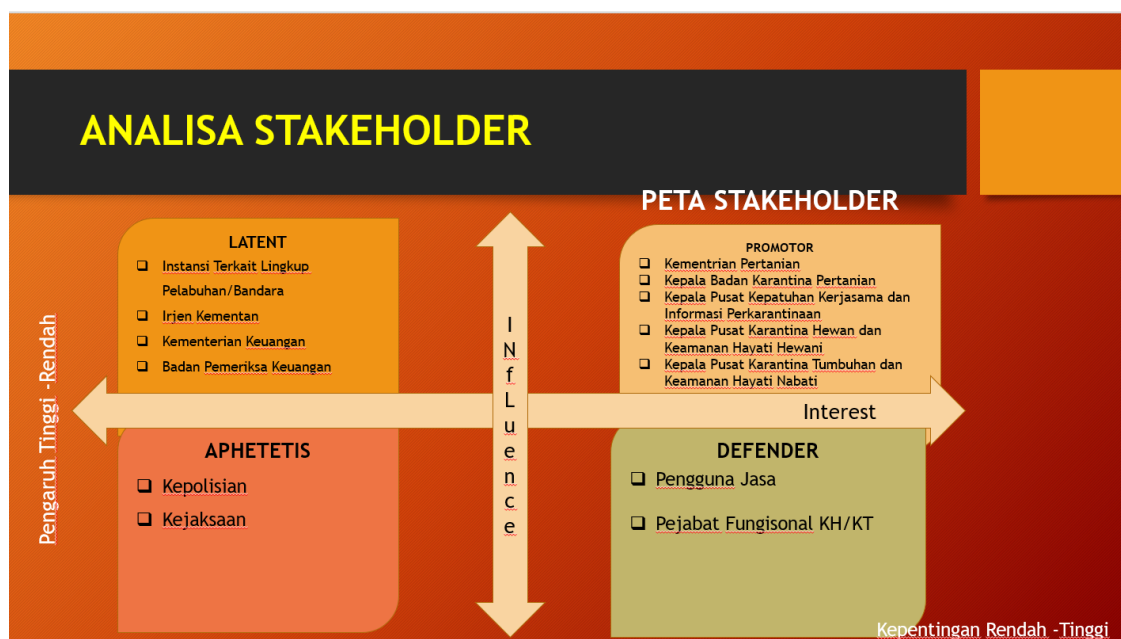 ANALISA STAKEHOLDER
PETA STAKEHOLDER
LATENT
❑ Instansi Terkait Lingkup
Pelabuhan/Bandara
❑ Irjen Kementan
❑ Kementerian Keuangan
❑ Badan Pemeriksa Keuangan
PROMOTOR
❑ Kementrian Pertanian
❑ Kepala Badan Karantina Pertanian
❑ Kepala Pusat Kepatuhan Kerjasama dan
Informasi Perkarantinaan
❑ Kepala Pusat Karantina Hewan dan
Keamanan Hayati Hewani
❑ Kepala Pusat Karantina Tumbuhan dan
Keamanan Hayati Nabati
INfLuence
Interest
Pengaruh Tinggi -Rendah
APHETETIS
❑ Kepolisian
❑ Kejaksaan
DEFENDER
❑ Pengguna Jasa
❑ Pejabat Fungisonal KH/KT
Kepentingan Rendah -Tinggi